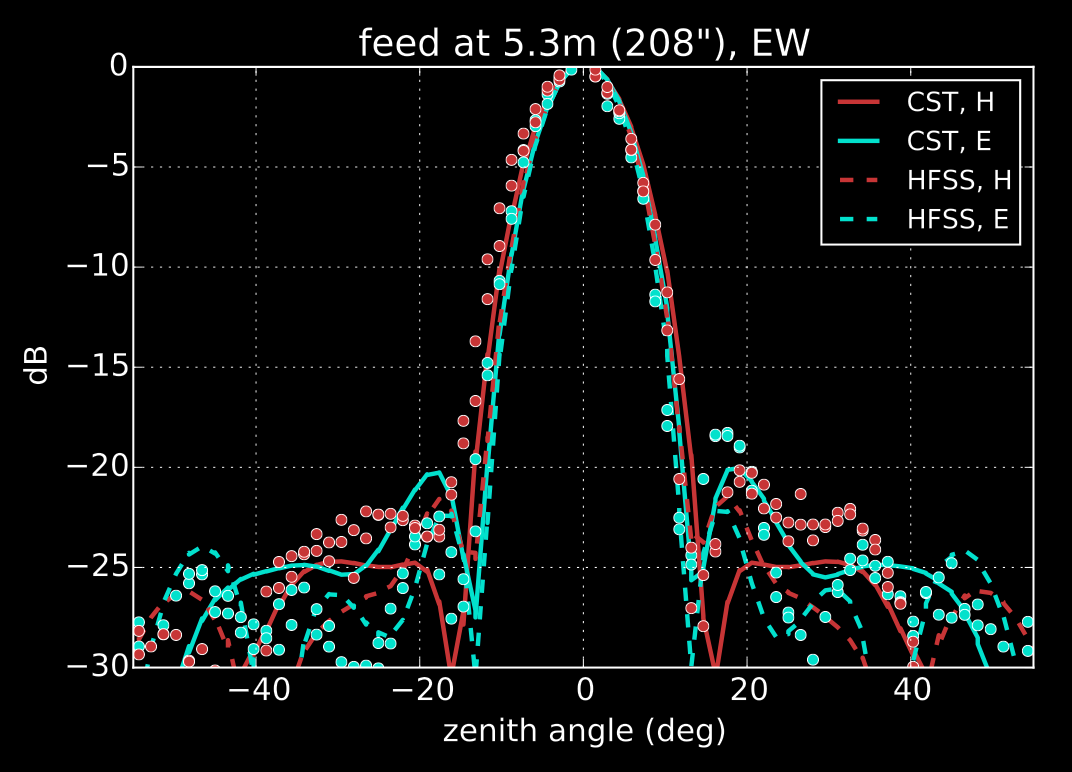 feed at 5.3m (208"), EW
0
−5
−10
−15
−20
−25
−30
dB
CST, H
CST, E
HFSS, H
HFSS, E
−40
−20
0
20
40
zenith angle (deg)